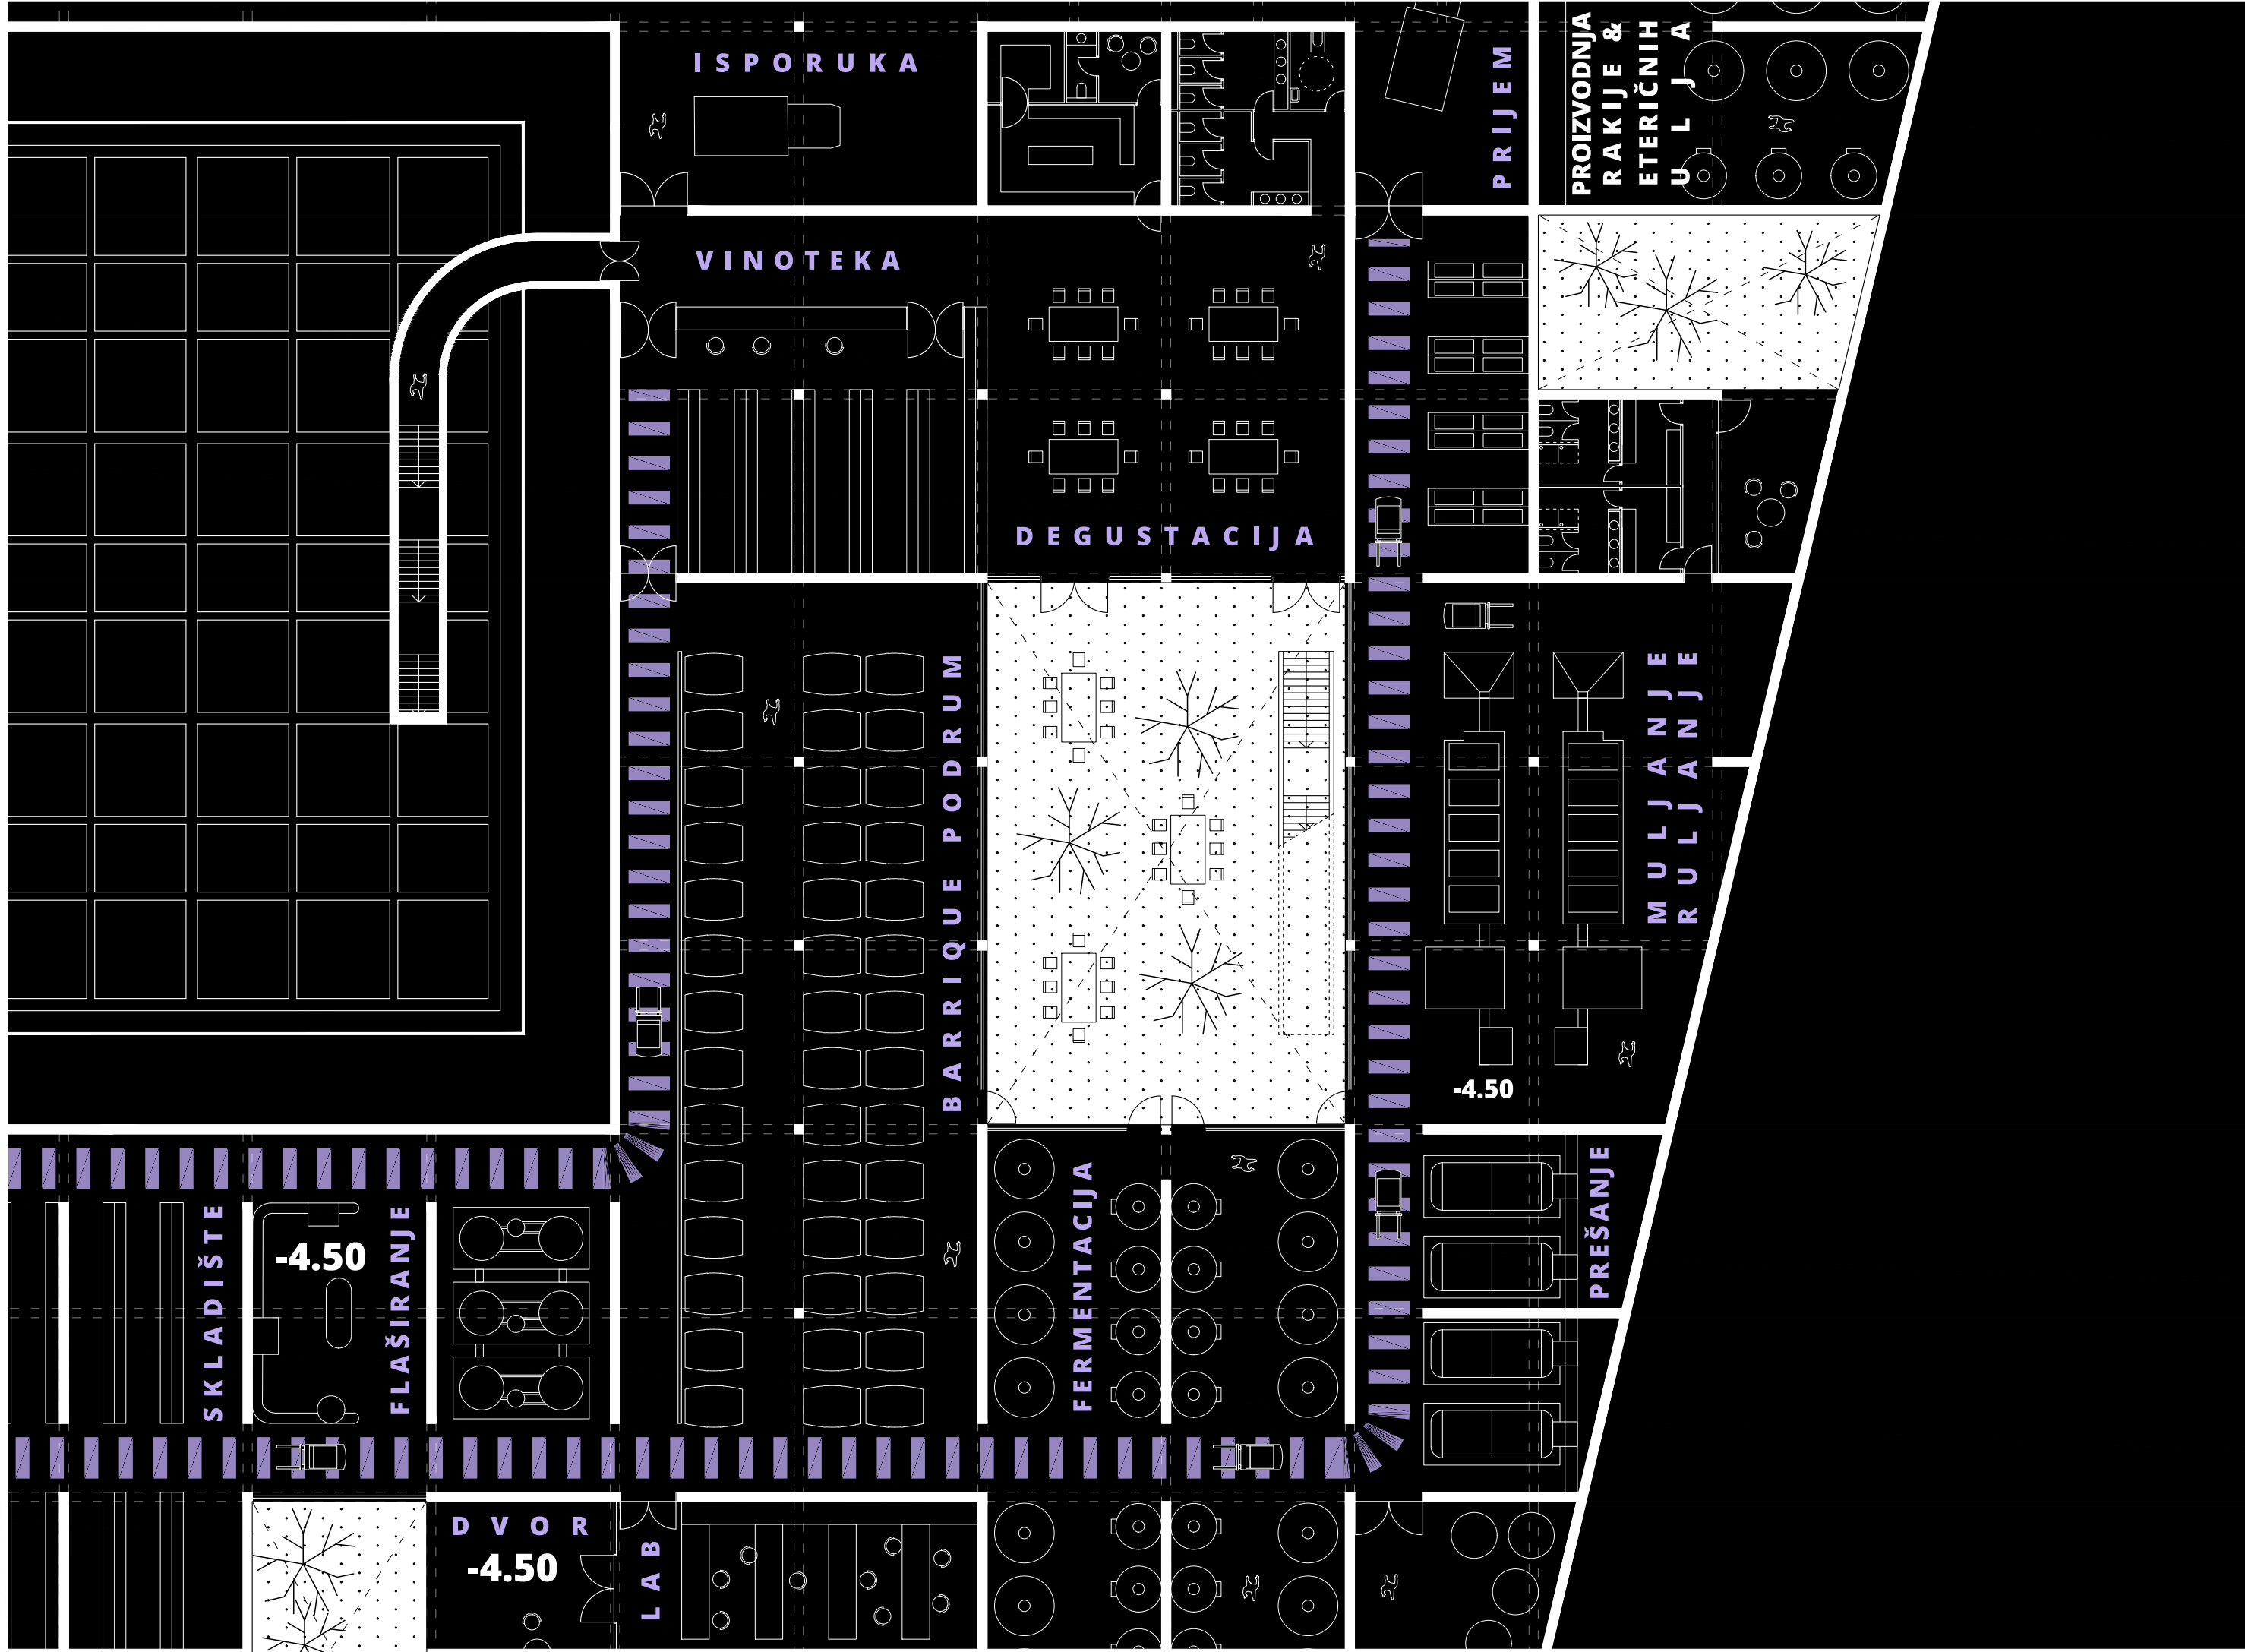 ISPORUKA
PRIJEM
PROIZVODNJA
RAKIJE &
ETERIČNIH
ULJA
VINOTEKA
DEGUSTACIJA
BARRIQUE PODRUM
MULJANJE
RULJANJE
-4.50
SKLADIŠTE
-4.50
FLAŠIRANJE
FERMENTACIJA
PREŠANJE
DVOR
-4.50
LAB